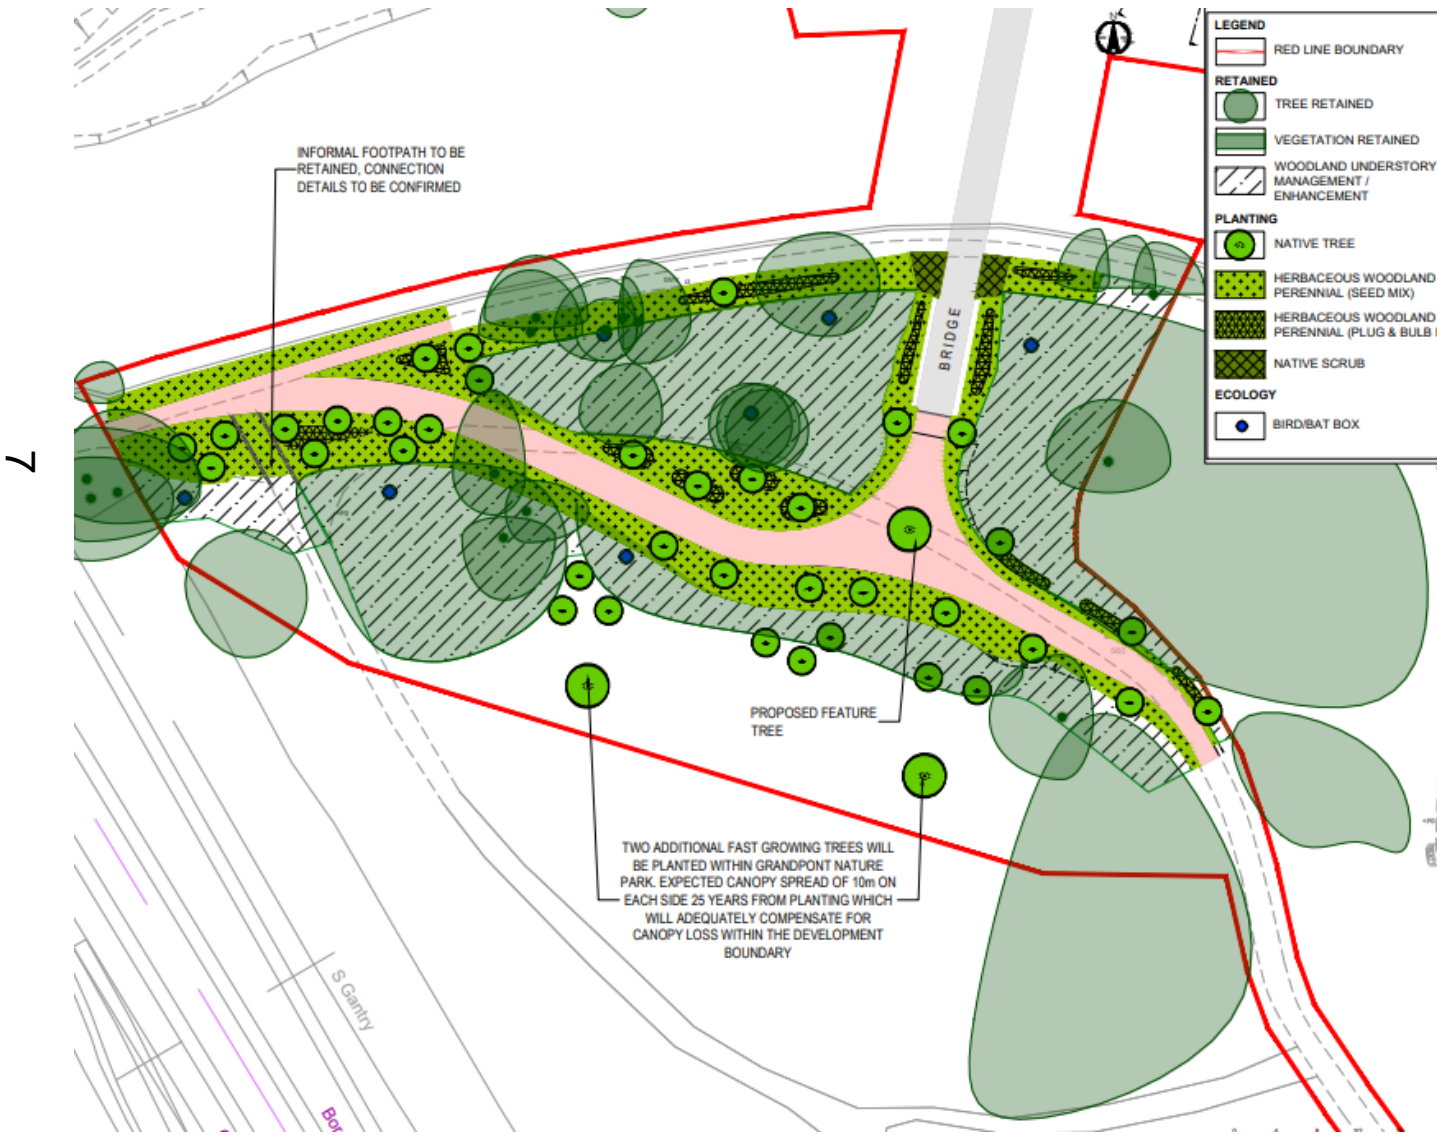 N
LEGEND
RED LINE BOUNDARY
RETAINED
TREE RETAINED
VEGETATION RETAINED
WOODLAND UNDERSTORY
MANAGEMENT /
ENHANCEMENT
PLANTING
NATIVE TREE
HERBACEOUS WOODLAND
PERENNIAL (SEED MIX)
HERBACEOUS WOODLAND
PERENNIAL (PLUG & BULB
NATIVE SCRUB
ECOLOGY
BIRD/BAT BOX
INFORMAL FOOTPATH TO BE
RETAINED, CONNECTION
DETAILS TO BE CONFIRMED
BRIDGE
7
PROPOSED FEATURE
TREE
TWO ADDITIONAL FAST GROWING TREES WILL
BE PLANTED WITHIN GRANDPONT NATURE
PARK. EXPECTED CANOPY SPREAD OF 10m ON
EACH SIDE 25 YEARS FROM PLANTING WHICH
WILL ADEQUATELY COMPENSATE FOR
CANOPY LOSS WITHIN THE DEVELOPMENT
BOUNDARY
S Gantry
Bor